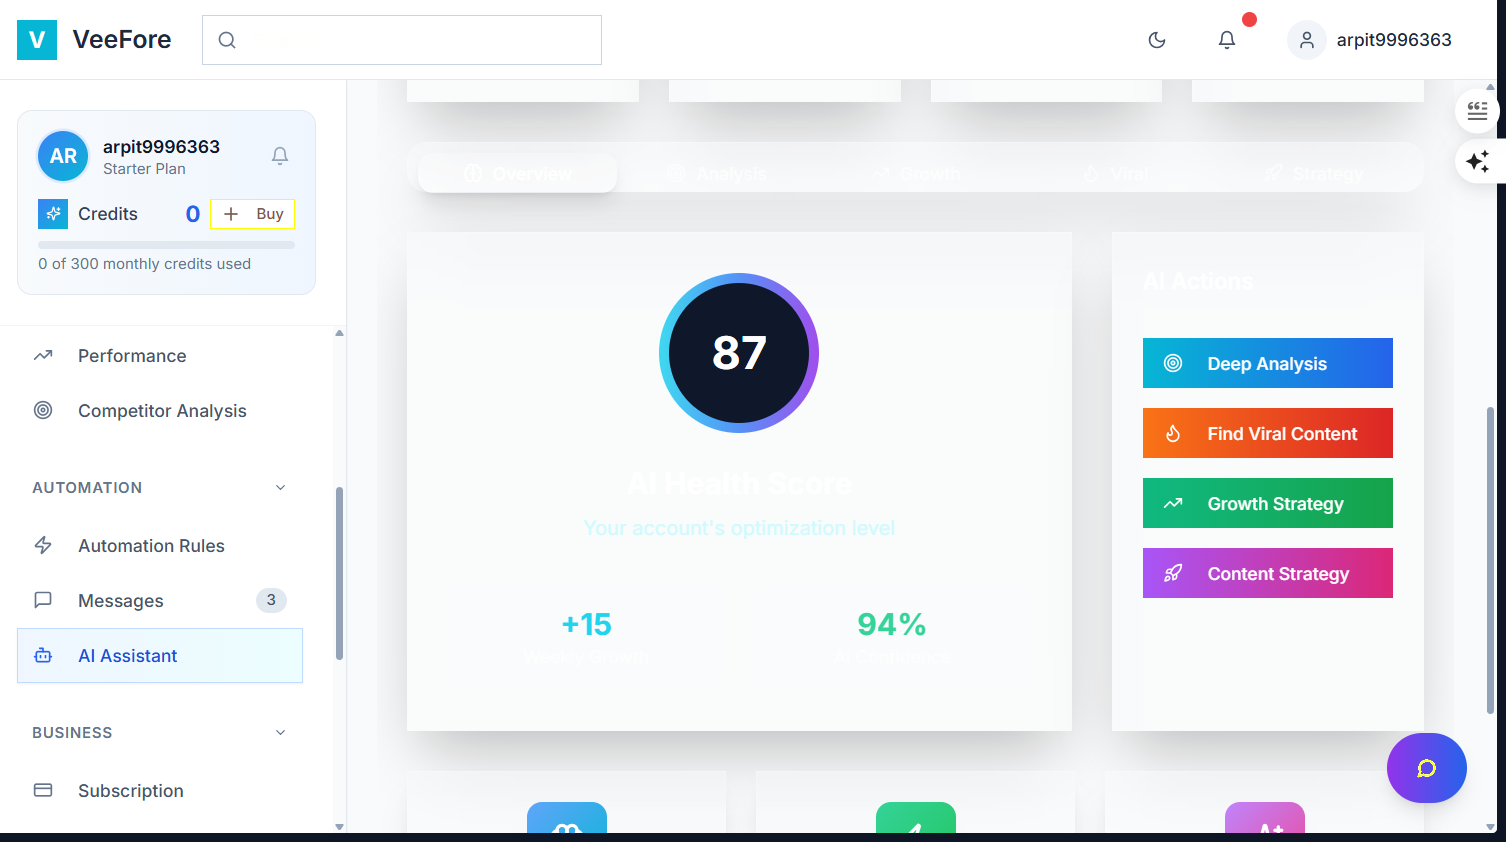 V VeeFore
arpit9996363
AR
arpit9996363
Starter Plan
Credits 0 + Buy
0 of 300 monthly credits used
Performance
Competitor Analysis
AUTOMATION
Automation Rules
Messages 3
AI Assistant
BUSINESS
Subscription
Overview Analysis Growth Viral Strategy
87
AI Health Score
Your account's optimization level
+15
Weekly Growth
94%
AI Confidence
AI Actions
Deep Analysis
Find Viral Content
Growth Strategy
Content Strategy